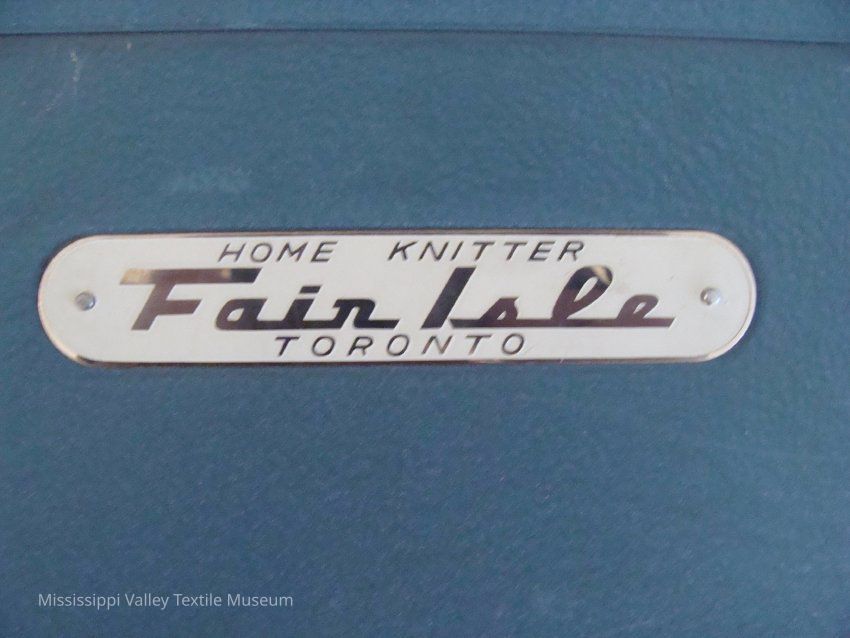 HOME KNITTER
Fair Isle
TORONTO
Mississippi Valley Textile Museum